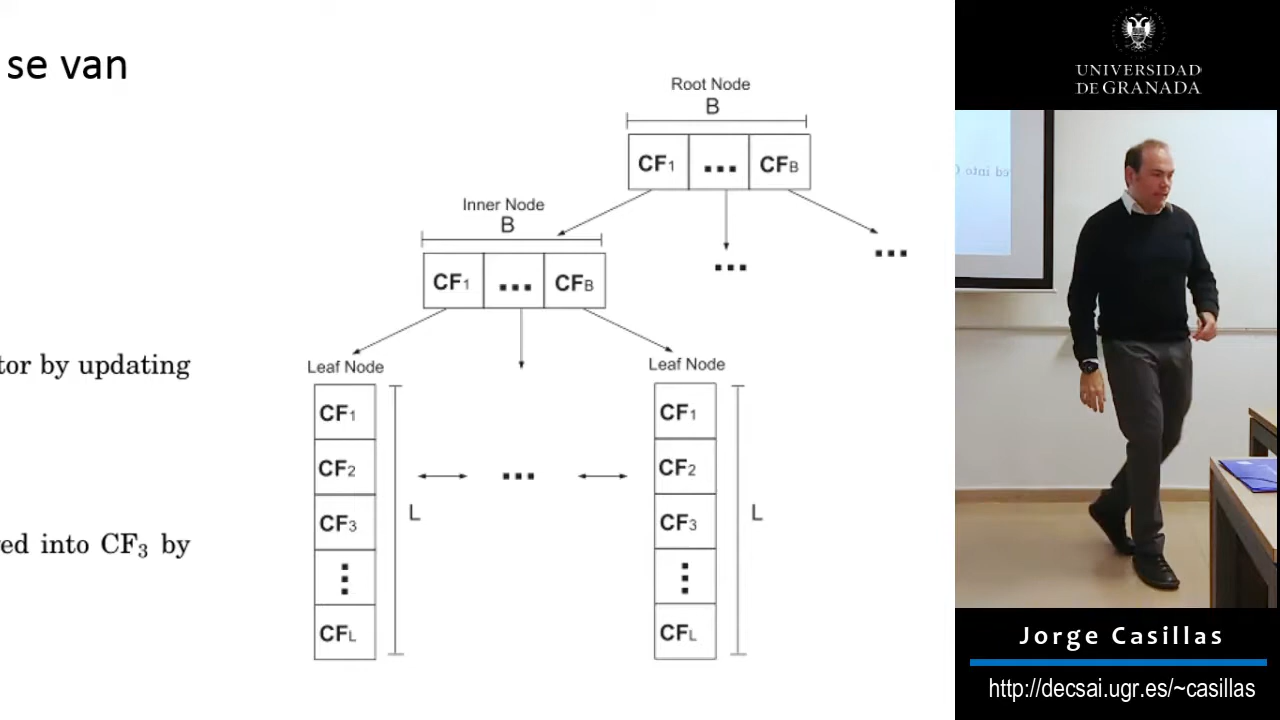 se van
Root Node
B
CF1 ... CFB
Inner Node
B
CF1 ... CFB
... ...
tor by updating
Leaf Node
Leaf Node
CF1
CF2
CF3
CFL
L
...
CF1
CF2
CF3
CFL
L
ed into CF3 by
UNIVERSIDAD
DE GRANADA
Jorge Casillas
http://decsai.ugr.es/~casillas